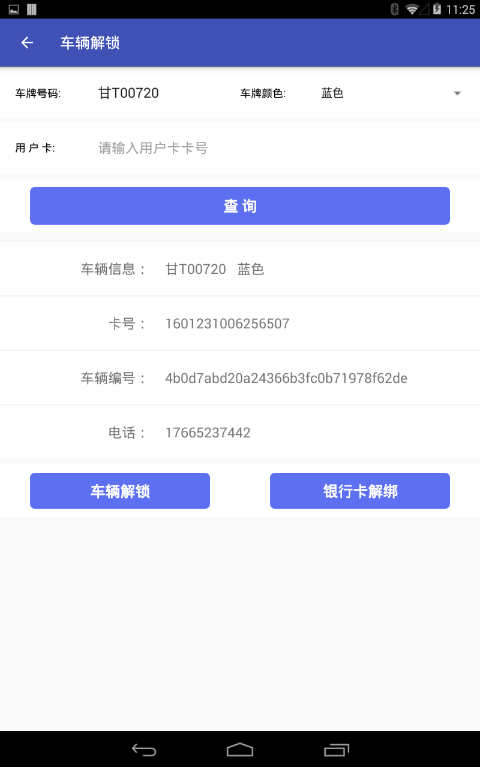 11:25
车辆解锁
车牌号码: 甘T00720 车牌颜色: 蓝色
用 户 卡: 请输入用户卡卡号
查 询
车辆信息： 甘T00720 蓝色
卡号： 1601231006256507
车辆编号： 4b0d7abd20a24366b3fc0b71978f62de
电话： 17665237442
车辆解锁 银行卡解绑